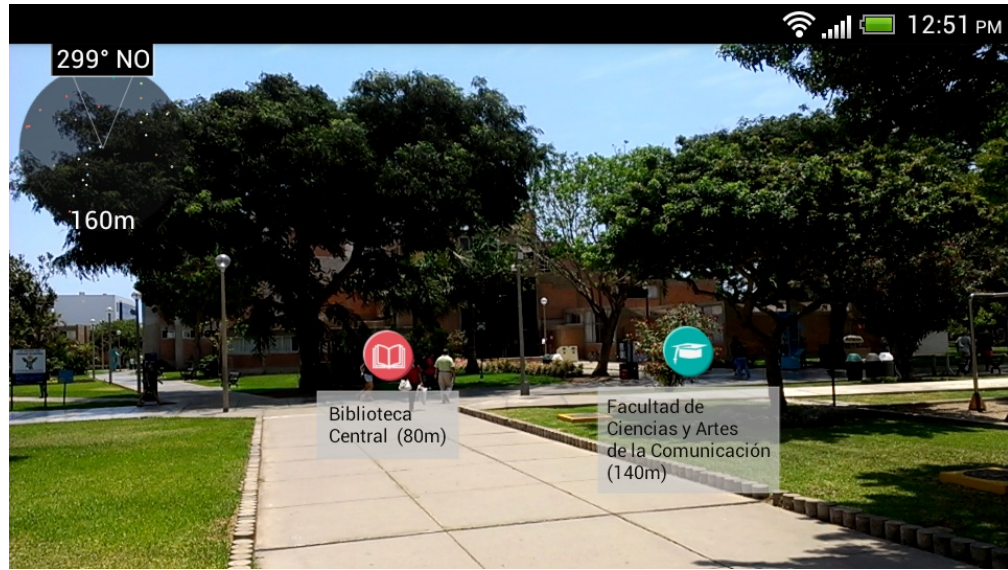 12:51 PM
299° NO
160m
Biblioteca
Central (80m)
Facultad de
Ciencias y Artes
de la Comunicación
(140m)